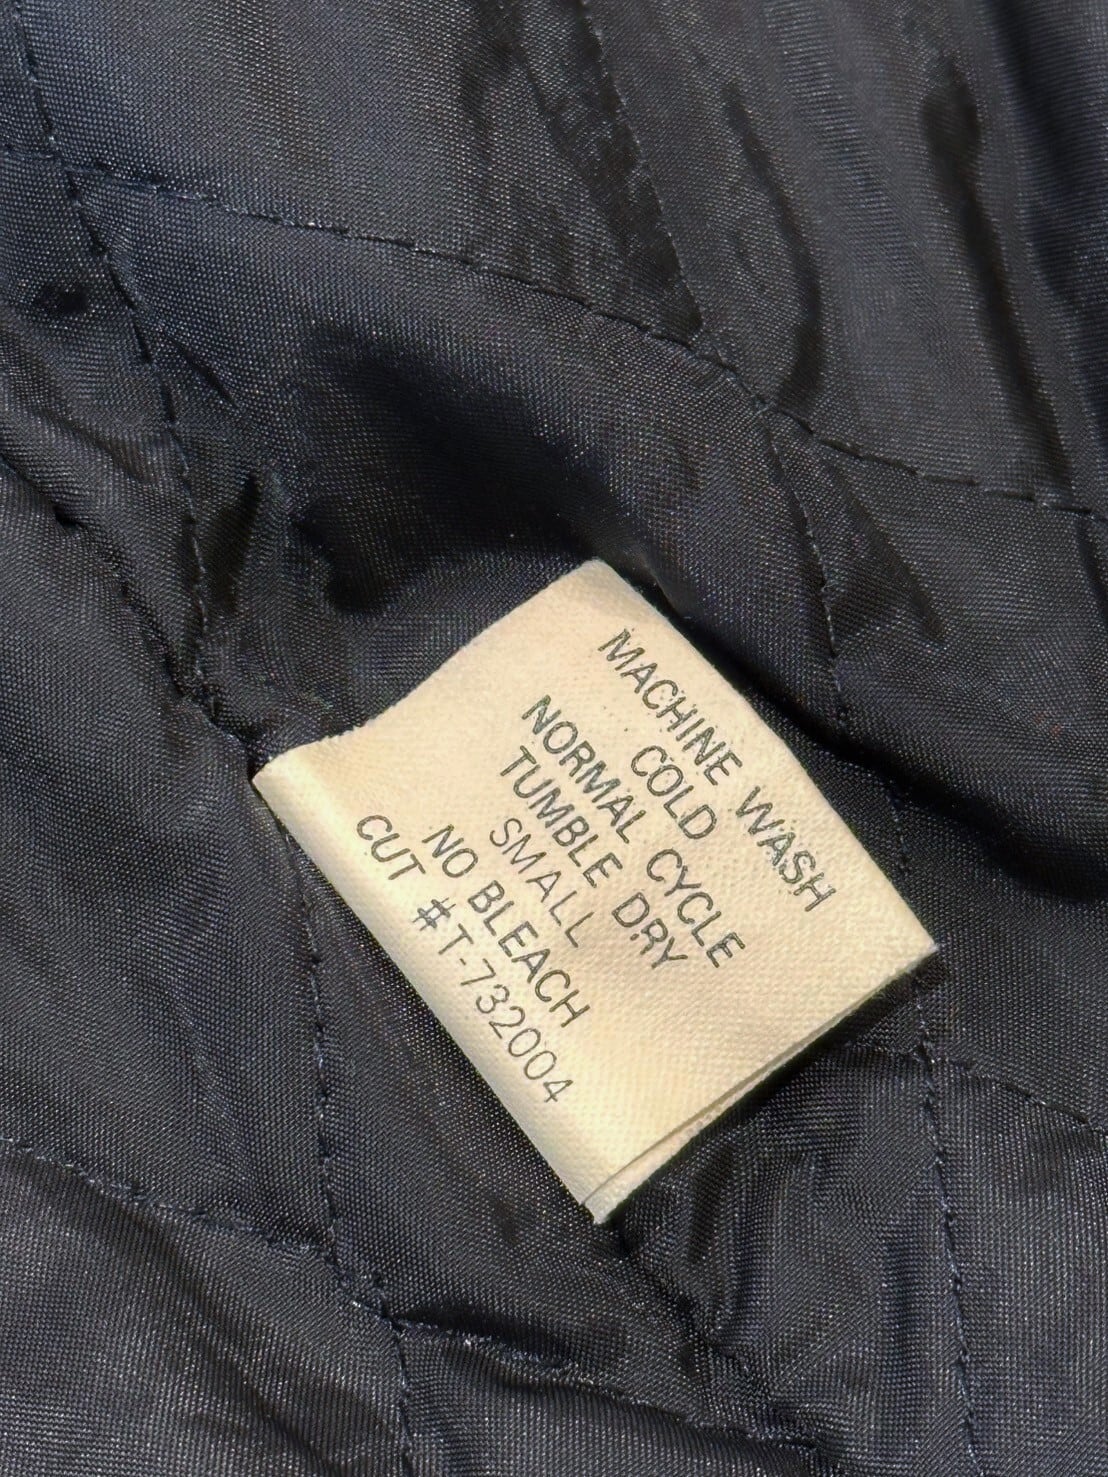 MACHINE WASH
COLD
NORMAL CYCLE
TUMBLE DRY
SMALL
NO BLEACH
CUT #T-732004